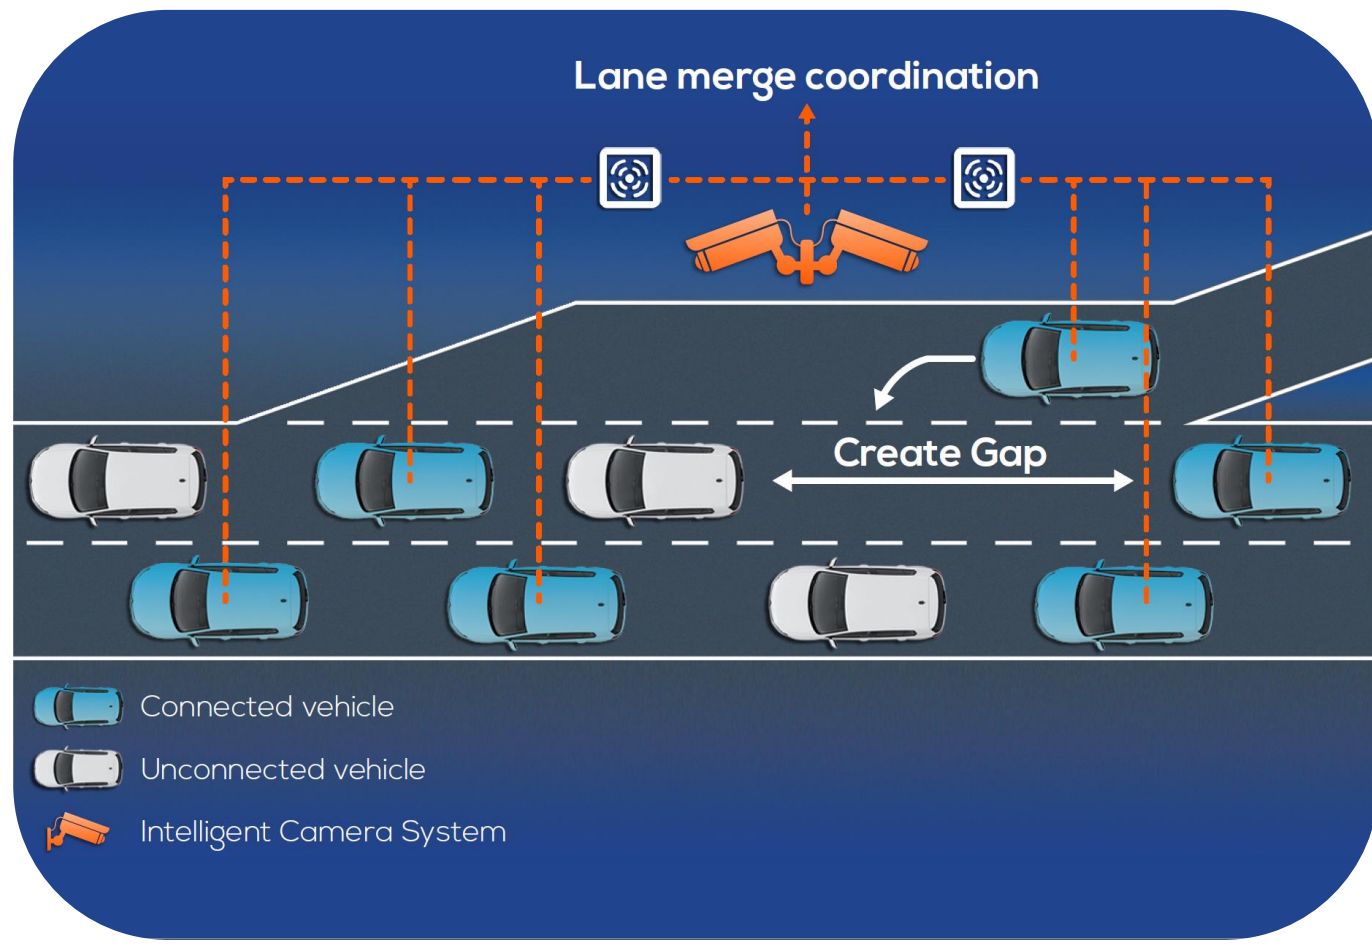 Lane merge coordination
Create Gap
Connected vehicle
Unconnected vehicle
Intelligent Camera System